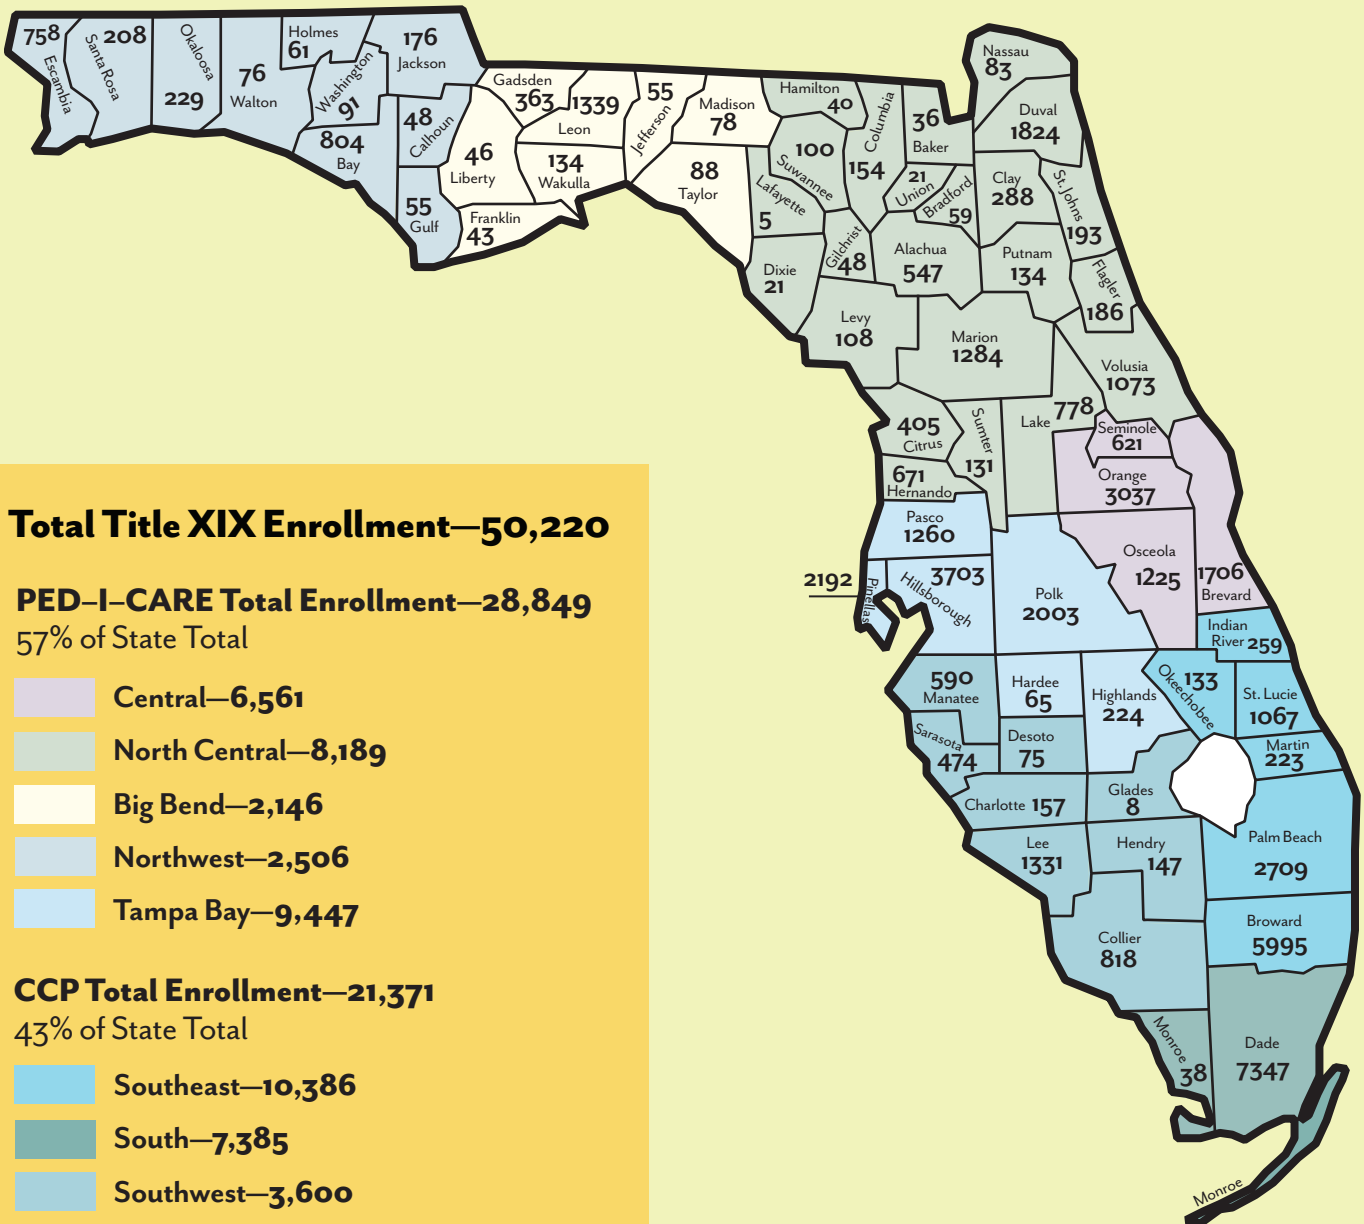 758
Escambia
208
Santa Rosa
Okaloosa
229
76
Walton
Holmes
61
Washington
91
176
Jackson
804
Bay
48
Calhoun
55
Gulf
Gadsden
363
46
Liberty
Franklin
43
1339
Leon
134
Wakulla
55
Jefferson
Madison
78
88
Taylor
Hamilton
40
100
Suwannee
Lafayette
5
Dixie
21
Columbia
154
Gilchrist
48
36
Baker
21
Union
Bradford
59
Nassau
83
Duval
1824
Clay
288
St. Johns
193
Alachua
547
Putnam
134
Flagler
186
Levy
108
Marion
1284
Volusia
1073
405
Citrus
Sumter
131
Lake
778
Seminole
621
671
Hernando
Orange
3037
Pasco
1260
Osceola
1225
1706
Brevard
2192
Pinellas
Hillsborough
3703
Polk
2003
Indian
River 259
590
Manatee
Hardee
65
Highlands
224
133
Okeechobee
St. Lucie
1067
Sarasota
474
Desoto
75
Martin
223
Charlotte 157
Glades
8
Lee
1331
Hendry
147
Palm Beach
2709
Collier
818
Broward
5995
Monroe
38
Dade
7347
Monroe
Total Title XIX Enrollment—50,220
PED–I–CARE Total Enrollment—28,849
57% of State Total
Central—6,561
North Central—8,189
Big Bend—2,146
Northwest—2,506
Tampa Bay—9,447
CCP Total Enrollment—21,371
43% of State Total
Southeast—10,386
South—7,385
Southwest—3,600